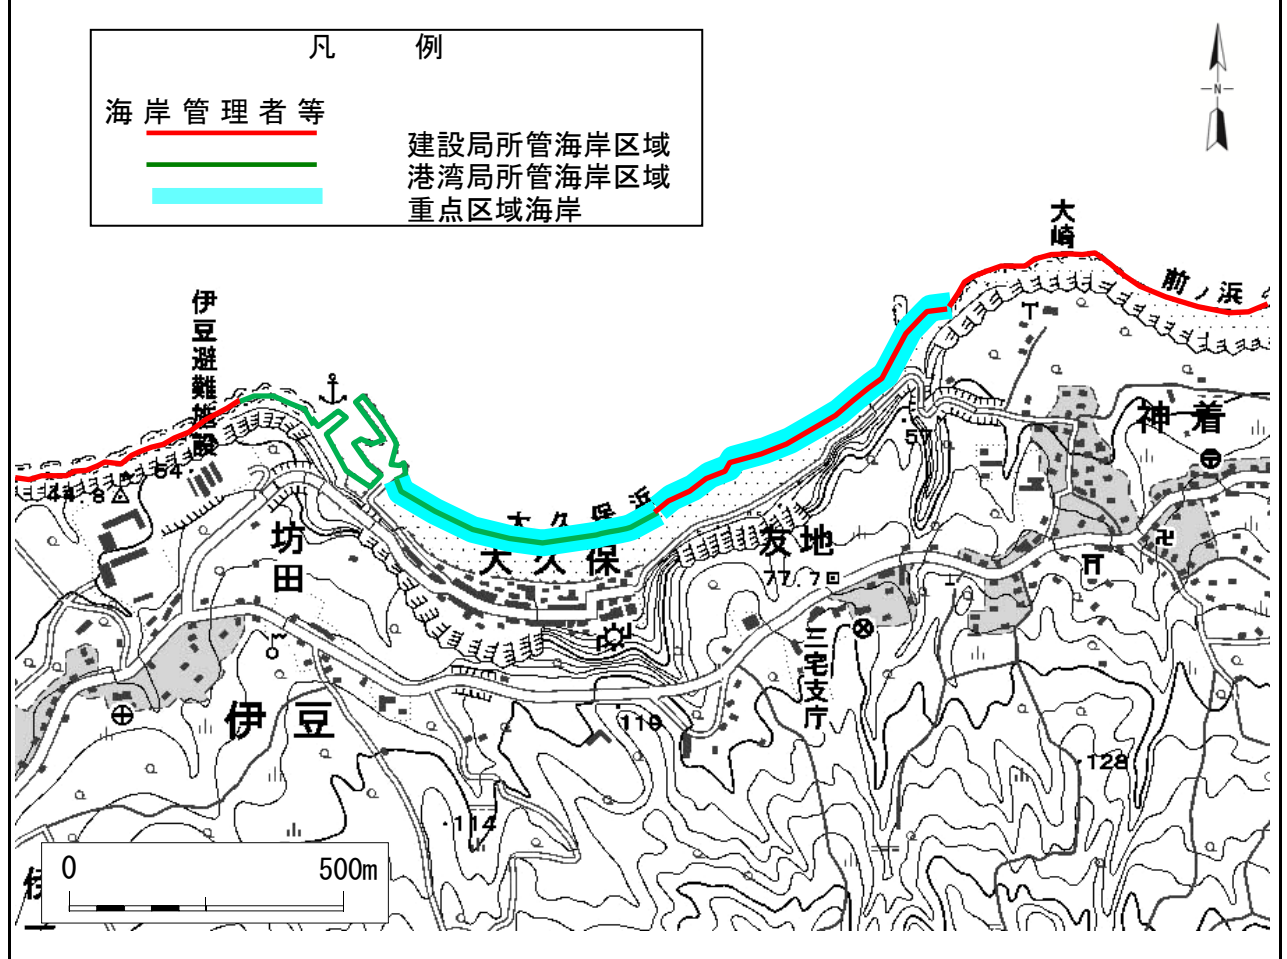 凡 例
海岸管理者等
建設局所管海岸区域
港湾局所管海岸区域
重点区域海岸
N
大崎
前ノ浜
伊豆避難施設
神着
57
64
44.8
大久保浜
大久保
坊田
友地
77.7
三宅支庁
伊豆
119
128
114
0 500m